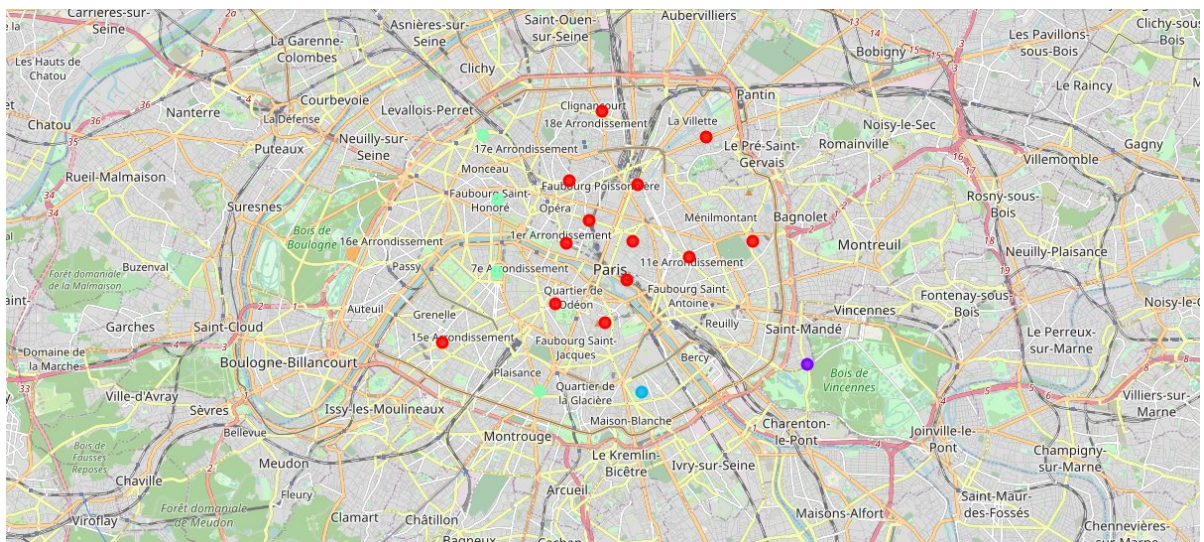 Carrières-sur-
Seine
Asnières-sur-
Seine
Saint-Ouen-
sur-Seine
Aubervilliers
Les Pavillons-
sous-Bois
Clichy-sous-
Bois
La Garenne-
Colombes
Bobigny
Les Hauts de
Chatou
Clichy
Le Raincy
Nanterre
Courbevoie
La Défense
Levallois-Perret
Clignancourt
18e Arrondissement
Pantin
La Villette
Noisy-le-Sec
Chatou
Puteaux
Neuilly-sur-
Seine
17e Arrondissement
Monceau
Le Pré-Saint-
Gervais
Romainville
Gagny
Villemomble
Rueil-Malmaison
Suresnes
Faubourg Saint-
Honoré
Opéra
Faubourg Poissonnière
Ménilmontant
Bagnolet
Rosny-sous-
Bois
Bois de
Boulogne
16e Arrondissement
1er Arrondissement
Montreuil
Neuilly-Plaisance
Buzenval
Forêt domaniale
de la Malmaison
Passy
7e Arrondissement
Paris
11e Arrondissement
Garches
Saint-Cloud
Auteuil
Grenelle
Quartier de
l'Odéon
Faubourg Saint-
Antoine
Reuilly
Saint-Mandé
Vincennes
Fontenay-sous-
Bois
Le Perreux-
sur-Marne
Domaine de
la Marche
Boulogne-Billancourt
15e Arrondissement
Faubourg Saint-
Jacques
Bercy
Bois de
Vincennes
Ville-d'Avray
Sèvres
Issy-les-Moulineaux
Plaisance
Quartier de
la Glacière
Maison-Blanche
Charenton-
le-Pont
Joinville-le-
Pont
Villiers-sur-
Marne
Bois de
Fausses
Reposes
Bellevue
Meudon
Montrouge
Le Kremlin-
Bicêtre
Ivry-sur-Seine
Champigny-
sur-Marne
Chaville
Fleury
Arcueil
Viroflay
Forêt domaniale
de Meudon
Clamart
Châtillon
Bagneux
Cachan
Maisons-Alfort
Saint-Maur-
des-Fossés
Chennevières-
sur-Marne